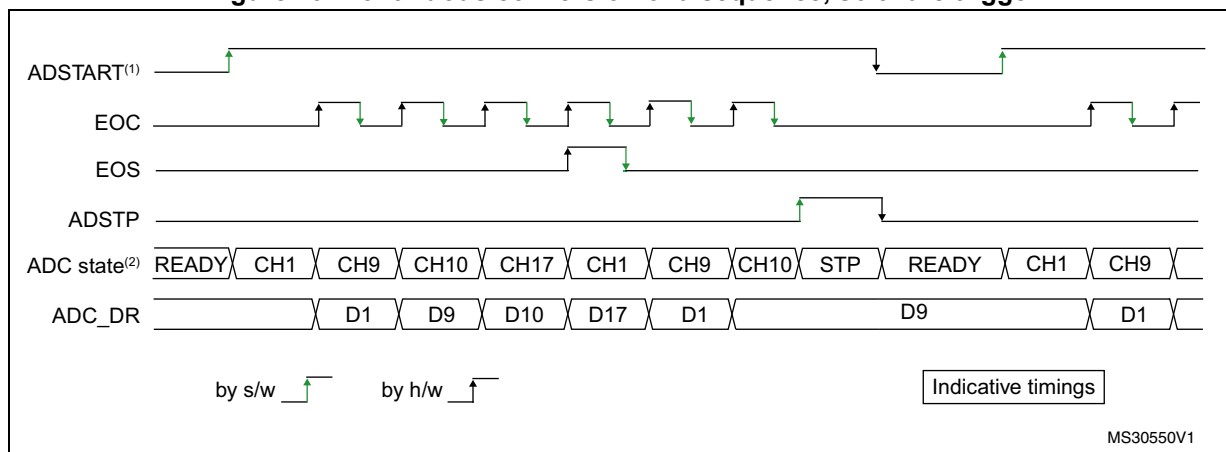 ADSTART(1)
EOC
EOS
ADSTP
ADC state(2) READY CH1 CH9 CH10 CH17 CH1 CH9 CH10 STP READY CH1 CH9
ADC_DR D1 D9 D10 D17 D1 D9 D1
by s/w by h/w Indicative timings
MS30550V1